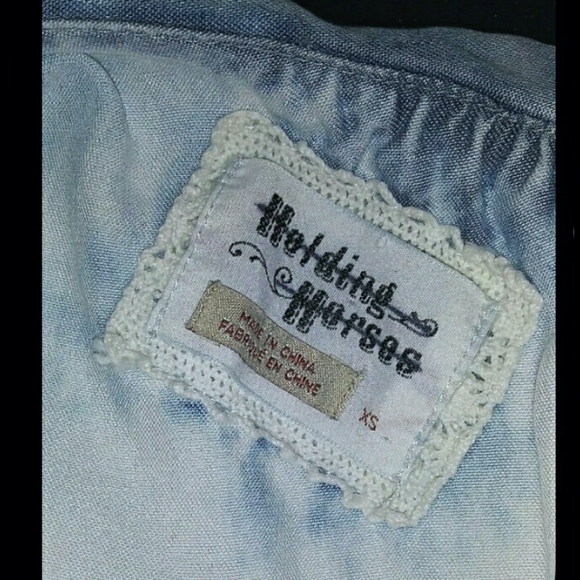 Holding
Horses
MADE IN CHINA
FABRIQUÉ EN CHINE
XS